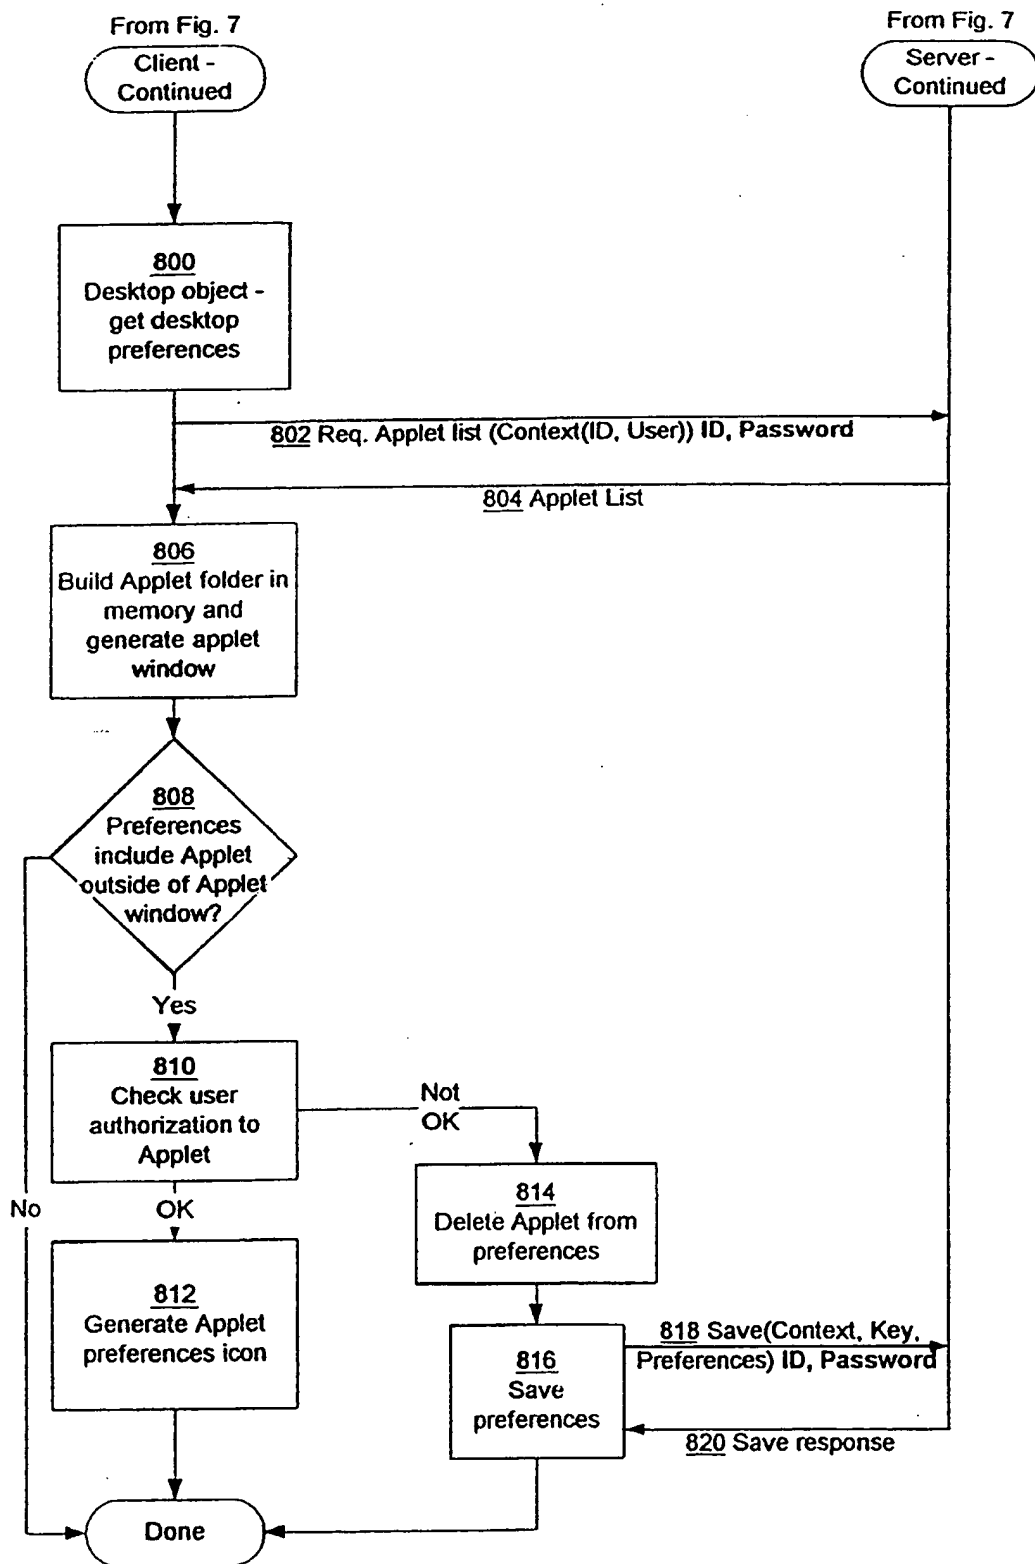 From Fig. 7
Client -
Continued
From Fig. 7
Server -
Continued
800
Desktop object -
get desktop
preferences
802 Req. Applet list (Context(ID, User)) ID, Password
804 Applet List
806
Build Applet folder in
memory and
generate applet
window
808
Preferences
include Applet
outside of Applet
window?
Yes
No
810
Check user
authorization to
Applet
Not
OK
OK
812
Generate Applet
preferences icon
814
Delete Applet from
preferences
816
Save
preferences
818 Save(Context, Key,
Preferences) ID, Password
820 Save response
Done